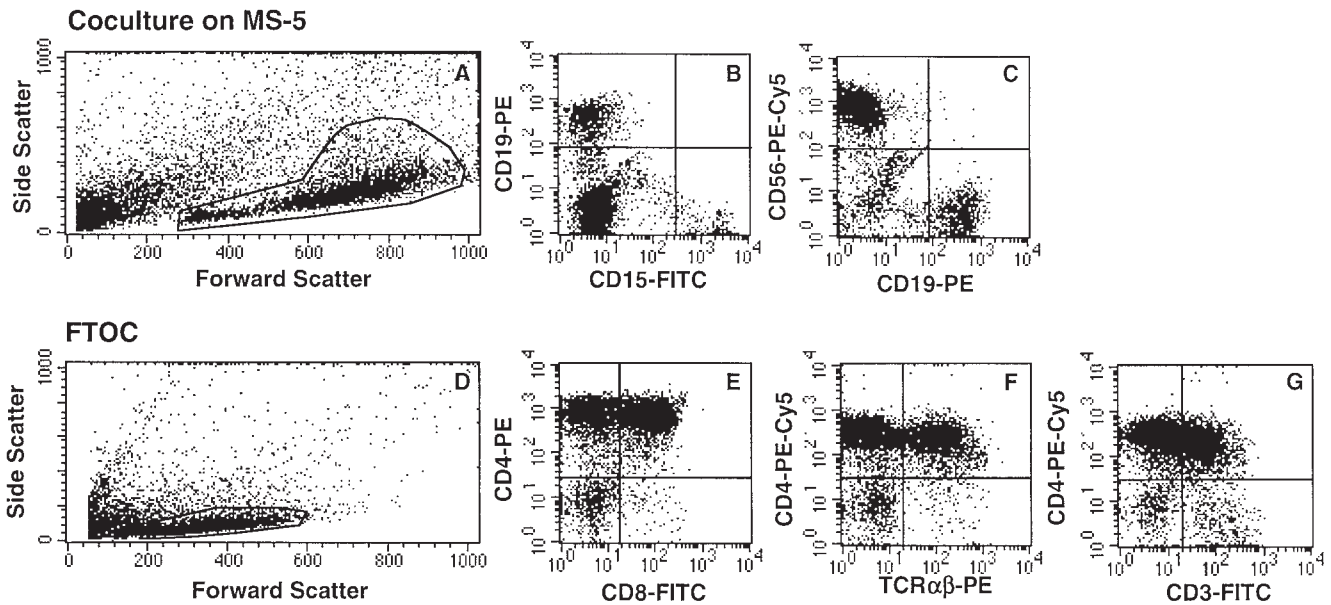 Coculture on MS-5
A
Side Scatter
1000
0
0 200 400 600 800 1000
Forward Scatter
B
CD19-PE
10^0 10^1 10^2 10^3 10^4
10^0 10^1 10^2 10^3 10^4
CD15-FITC
C
CD56-PE-Cy5
10^0 10^1 10^2 10^3 10^4
10^0 10^1 10^2 10^3 10^4
CD19-PE
FTOC
D
Side Scatter
1000
0
0 200 400 600 800 1000
Forward Scatter
E
CD4-PE
10^0 10^1 10^2 10^3 10^4
10^0 10^1 10^2 10^3 10^4
CD8-FITC
F
CD4-PE-Cy5
10^0 10^1 10^2 10^3 10^4
10^0 10^1 10^2 10^3 10^4
TCRαβ-PE
G
CD4-PE-Cy5
10^0 10^1 10^2 10^3 10^4
10^0 10^1 10^2 10^3 10^4
CD3-FITC